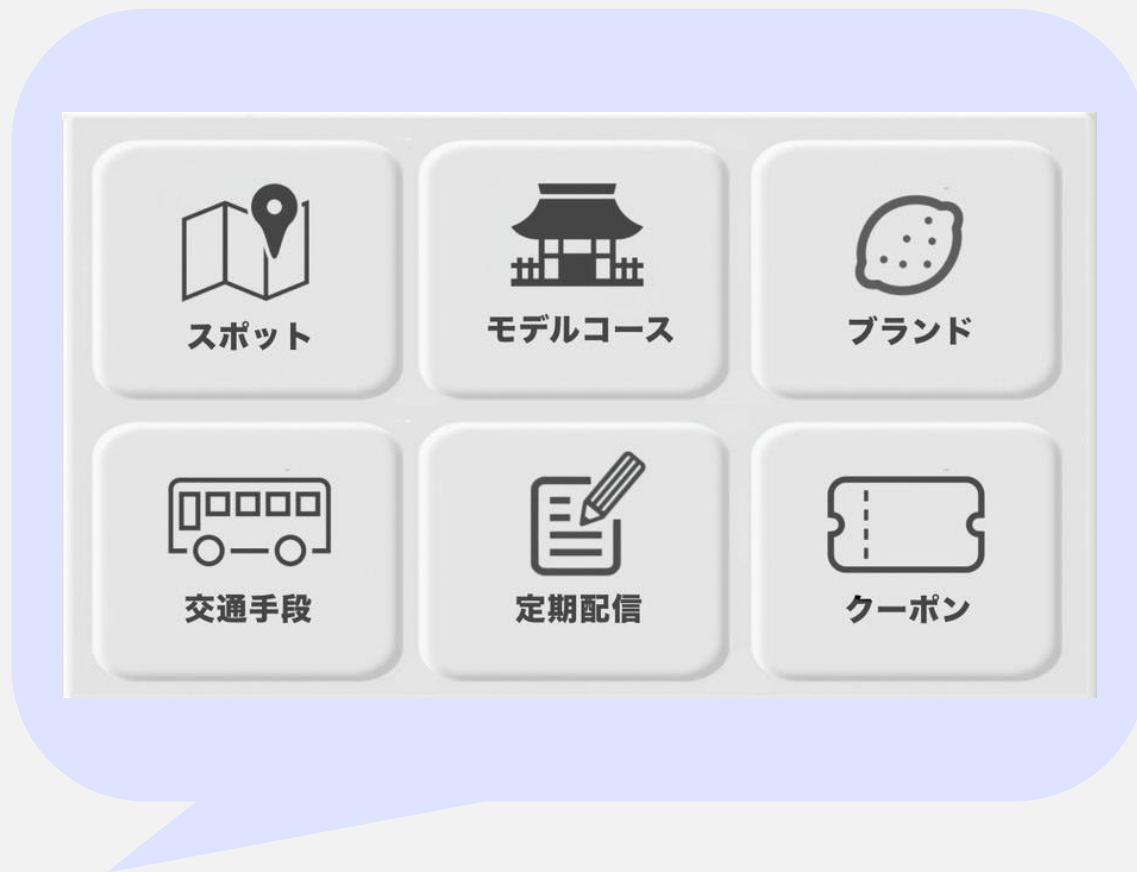 スポット
モデルコース
ブランド
交通手段
定期配信
クーポン